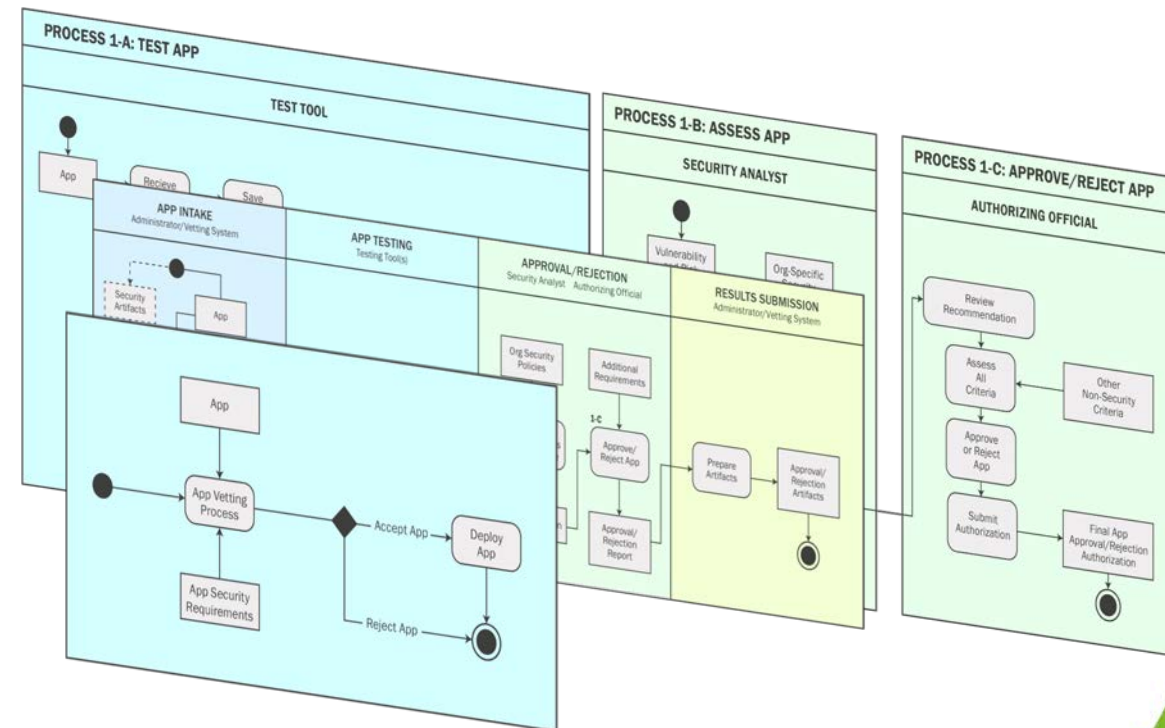 PROCESS 1-A: TEST APP
TEST TOOL
App
Recieve
Save
PROCESS 1-B: ASSESS APP
SECURITY ANALYST
Vulnerability
Org-Specific
PROCESS 1-C: APPROVE/REJECT APP
AUTHORIZING OFFICIAL
Review
Recommendation
Assess
All
Criteria
Other
Non-Security
Criteria
Approve
or Reject
App
Submit
Authorization
Final App
Approval/Rejection
Authorization
APP INTAKE
Administrator/Vetting System
Security
Artifacts
App
APP TESTING
Testing Tool(s)
APPROVAL/REJECTION
Security Analyst Authorizing Official
Org Security
Policies
Additional
Requirements
1-C
Approve/
Reject App
Approval/
Rejection
Report
RESULTS SUBMISSION
Administrator/Vetting System
Prepare
Artifacts
Approval/
Rejection
Artifacts
App
App Vetting
Process
App Security
Requirements
Accept App
Deploy
App
Reject App